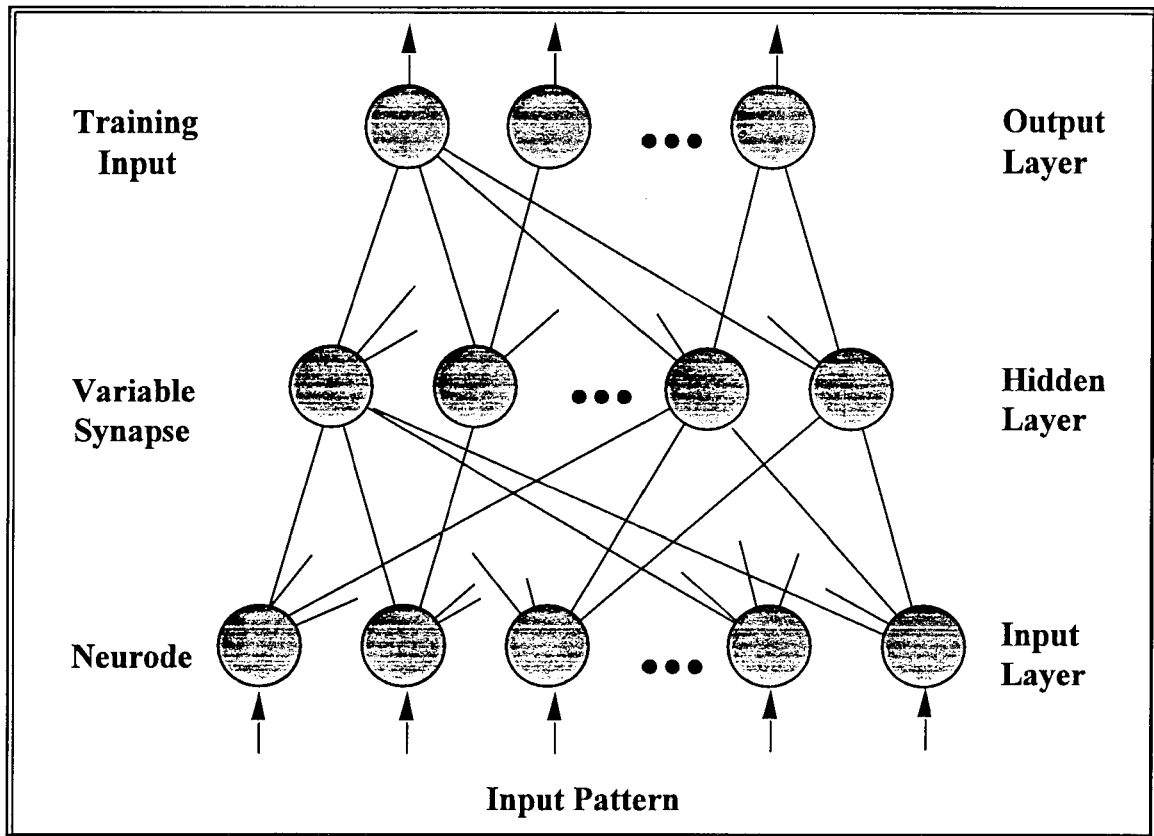 Training
Input
Output
Layer
Variable
Synapse
Hidden
Layer
Neurode
Input
Layer
Input Pattern